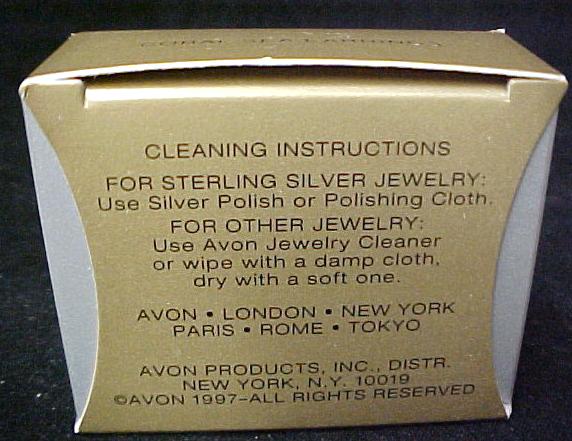 CLEANING INSTRUCTIONS
FOR STERLING SILVER JEWELRY:
Use Silver Polish or Polishing Cloth.
FOR OTHER JEWELRY:
Use Avon Jewelry Cleaner
or wipe with a damp cloth,
dry with a soft one.
AVON • LONDON • NEW YORK
PARIS • ROME • TOKYO
AVON PRODUCTS, INC., DISTR.
NEW YORK, N.Y. 10019
©AVON 1997-ALL RIGHTS RESERVED